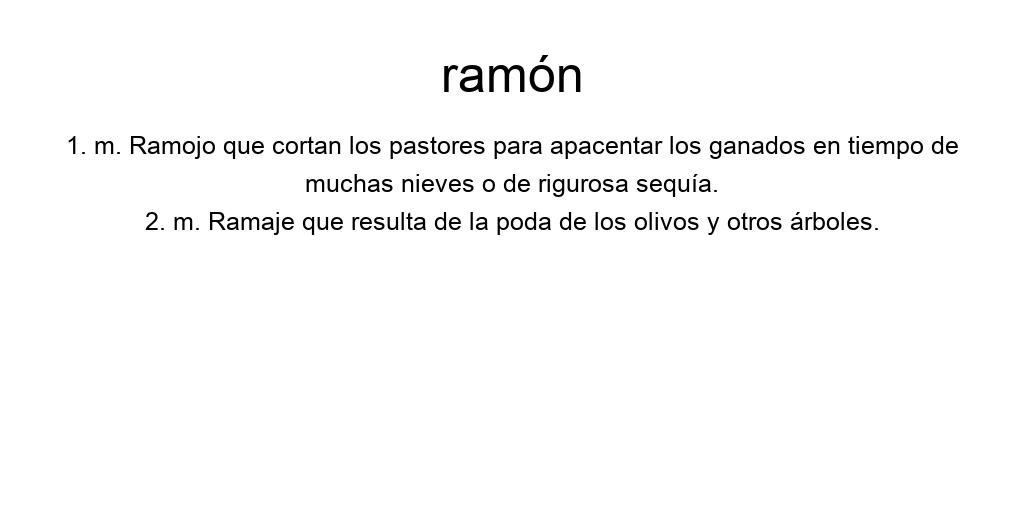 ramón
1. m. Ramojo que cortan los pastores para apacentar los ganados en tiempo de
muchas nieves o de rigurosa sequía.
2. m. Ramaje que resulta de la poda de los olivos y otros árboles.